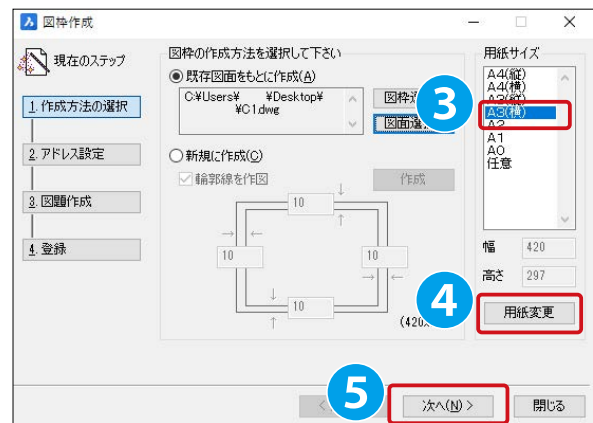 図枠作成
現在のステップ
1. 作成方法の選択
2. アドレス設定
3. 図題作成
4. 登録
図枠の作成方法を選択して下さい
既存図面をもとに作成(A)
C:¥Users¥ ¥Desktop¥
¥C1.dwg
図枠
図面選
3
新規に作成(C)
輪郭線を作図
作成
10
10
10
10
(420X
用紙サイズ
A4(縦)
A4(横)
A3(縦)
A3(横)
A2
A1
A0
任意
幅 420
高さ 297
4
用紙変更
5
<
次へ(N) >
閉じる